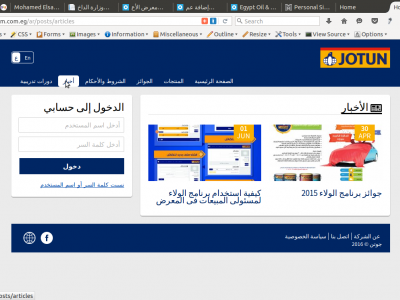 Mohamed Elsa...
وزارة الداخ...
إضافة عم...
معرض الأ...
Egypt Oil & ...
Personal Si...
Home
m.com.eg/ar/posts/articles
Search
CSS
Forms
Images
Information
Miscellaneous
Outline
Resize
Tools
View Source
Options
ع
En
JOTUN
الصفحة الرئيسية
المنتجات
الجوائز
الشروط والأحكام
أخبار
دورات تدريبية
الأخبار
30 APR
جوائز برنامج الولاء 2015
01 JUN
كيفية استخدام برنامج الولاء لمسئولى المبيعات فى المعرض
الدخول إلى حسابي
أدخل اسم المستخدم
أدخل كلمة السر
دخول
نسيت كلمة السر أو اسم المستخدم
عن الشركة | اتصل بنا | سياسة الخصوصية
جوتن © 2016
posts/articles